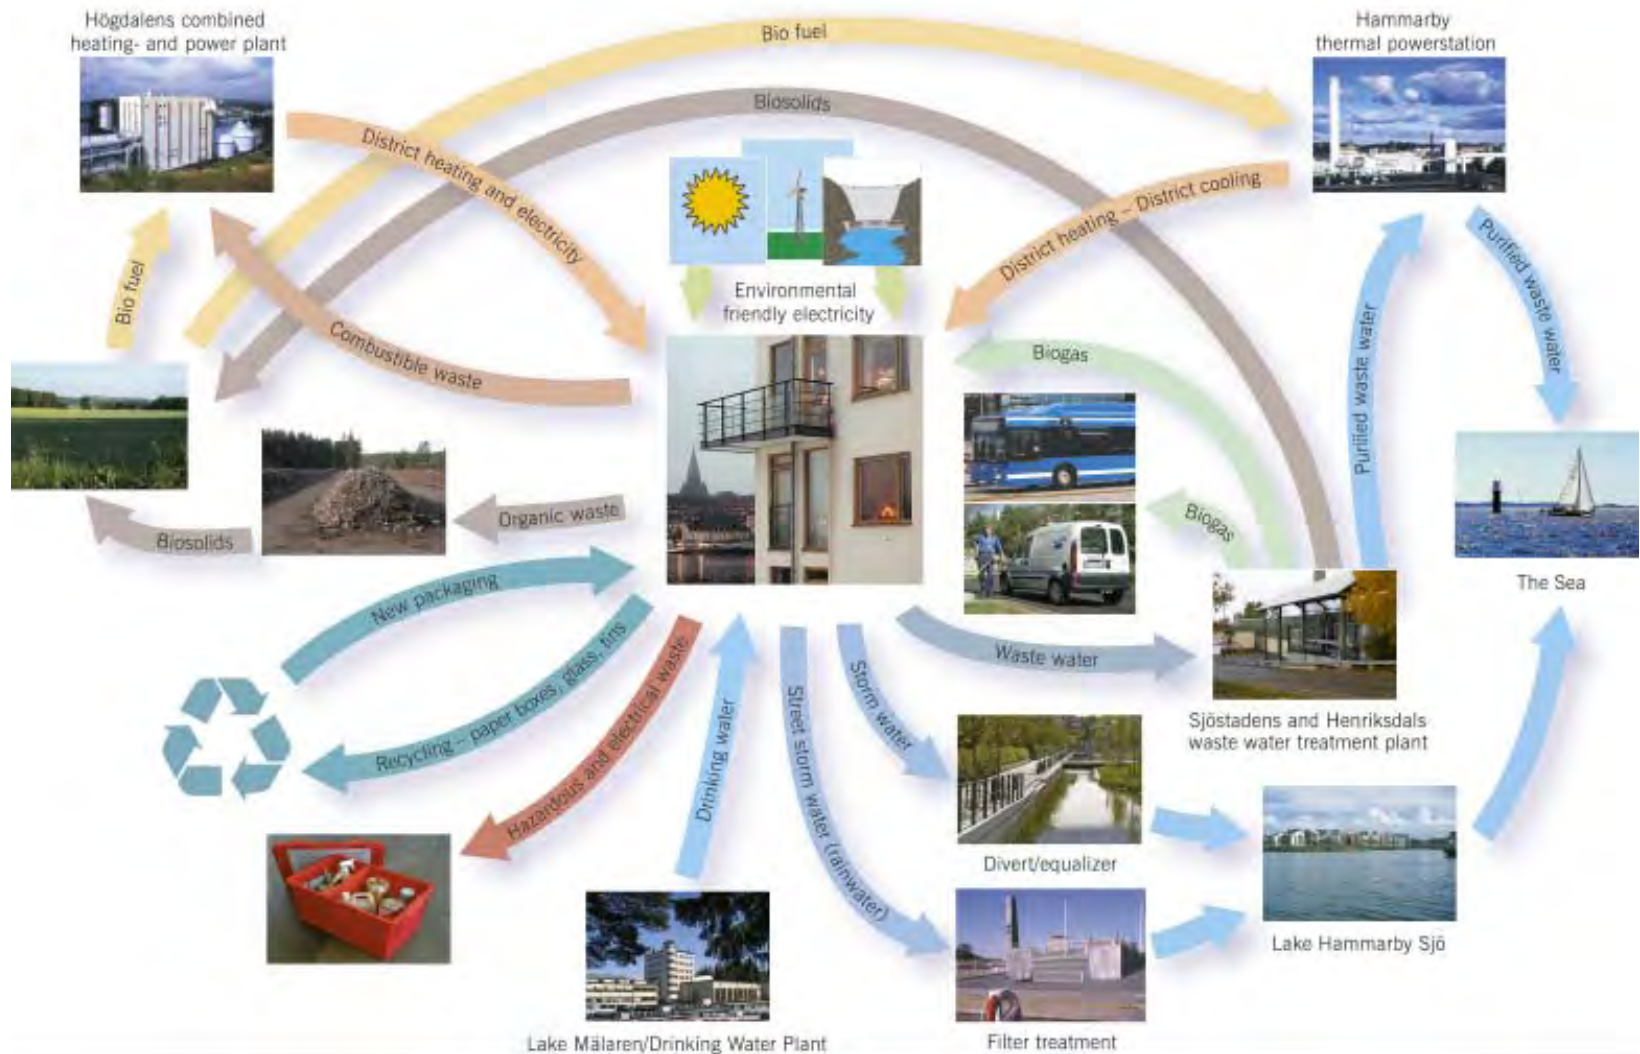 Högdalens combined
heating- and power plant
Bio fuel
Hammarby
thermal powerstation
Biosolids
District heating and electricity
District heating – District cooling
Purified waste water
Bio fuel
Environmental
friendly electricity
Combustible waste
Biogas
Purified waste water
Organic waste
Biosolids
Biogas
New packaging
The Sea
Recycling – paper boxes, glass, tins
Hazardous and electrical waste
Drinking water
Street storm water (rainwater)
Storm water
Waste water
Sjöstadens and Henriksdals
waste water treatment plant
Divert/equalizer
Lake Hammarby Sjö
Lake Mälaren/Drinking Water Plant
Filter treatment